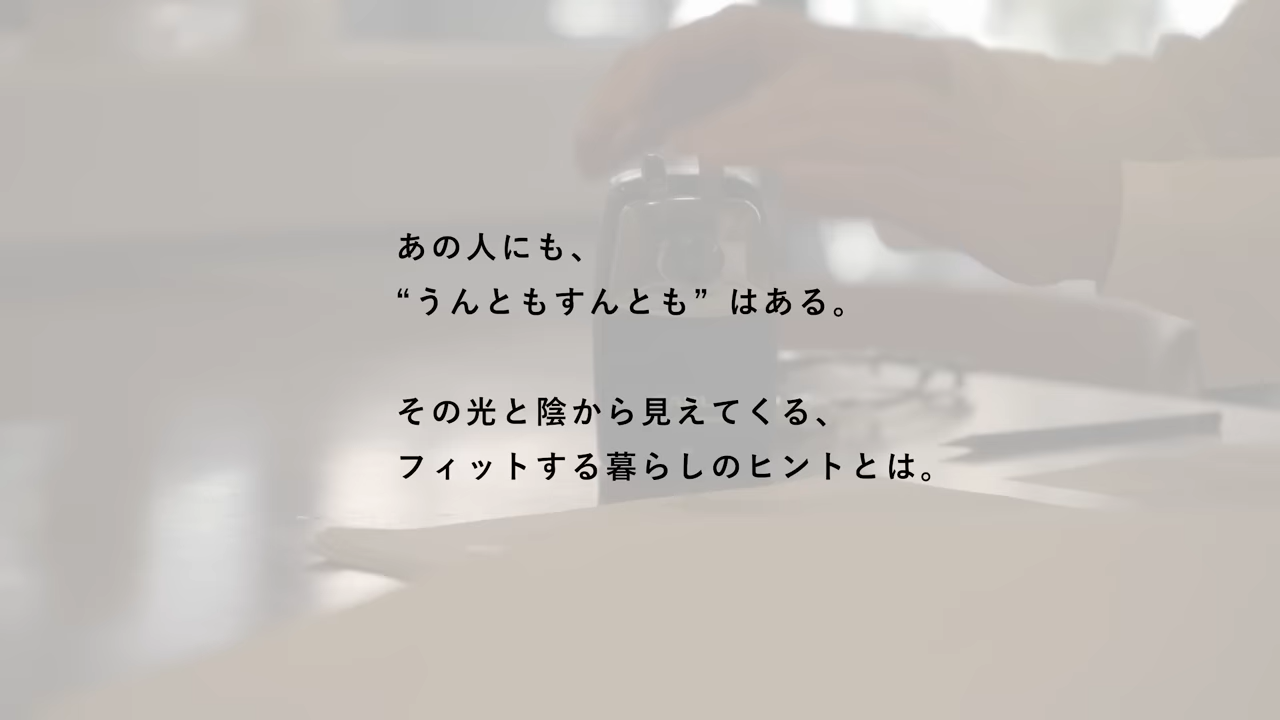 あの人にも、
“うんともすんとも” はある。
その光と陰から見えてくる、
フィットする暮らしのヒントとは。